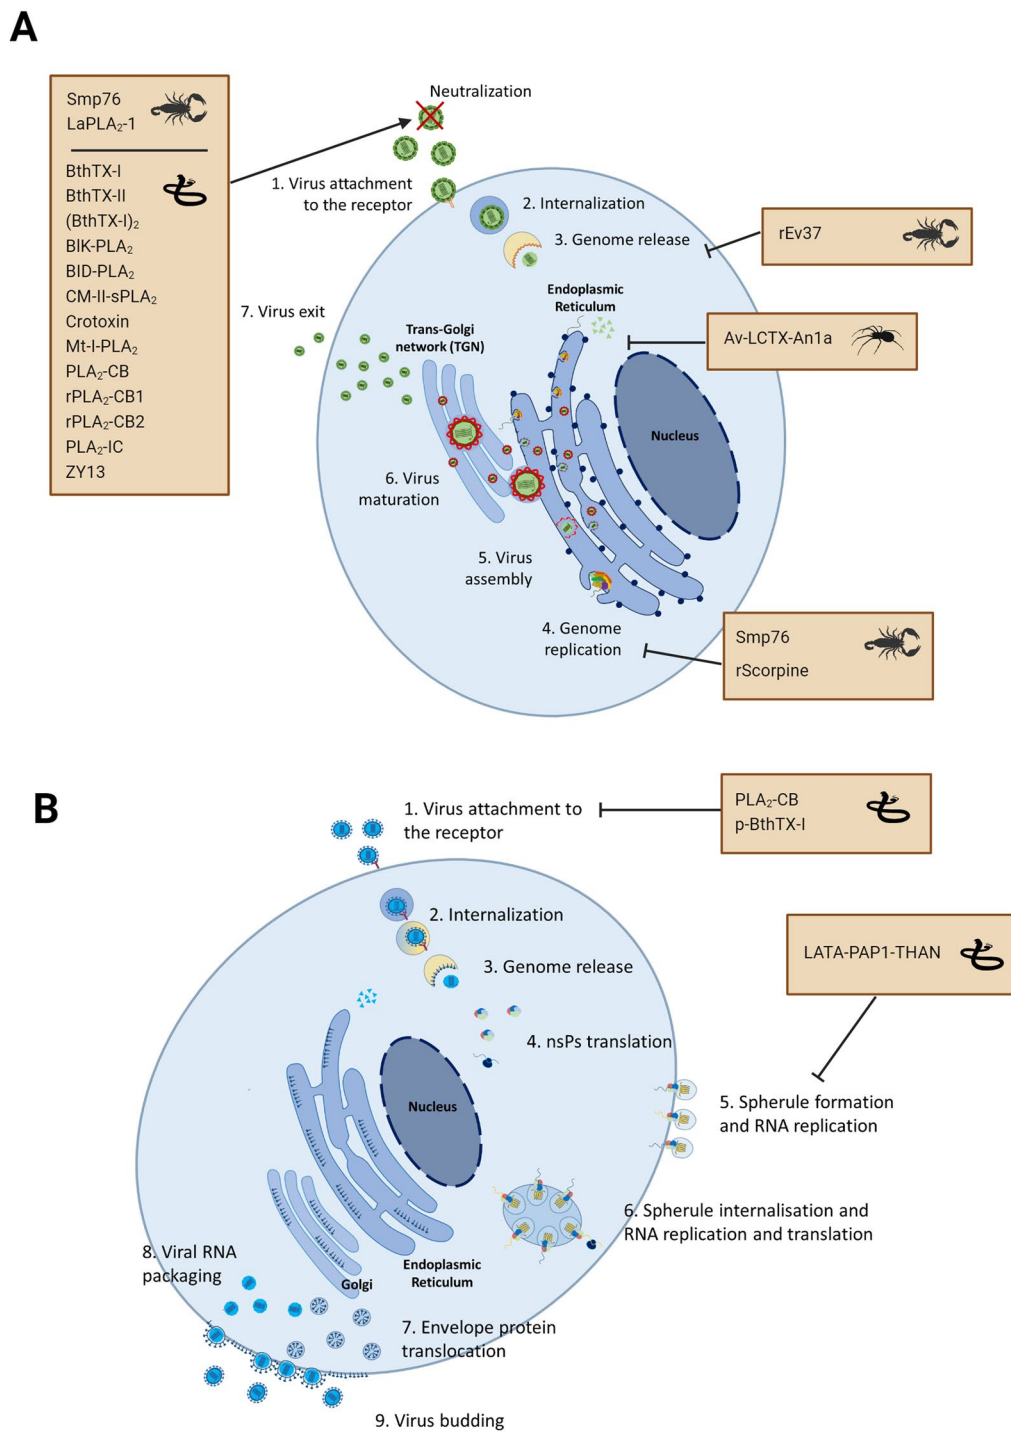 A
Smp76
LaPLA₂-1
BthTX-I
BthTX-II
(BthTX-I)₂
BlK-PLA₂
BID-PLA₂
CM-II-sPLA₂
Crotoxin
Mt-I-PLA₂
PLA₂-CB
rPLA₂-CB1
rPLA₂-CB2
PLA₂-IC
ZY13
Neutralization
1. Virus attachment
to the receptor
2. Internalization
3. Genome release
rEv37
Endoplasmic
Reticulum
Av-LCTX-An1a
7. Virus exit
Trans-Golgi
network (TGN)
Nucleus
6. Virus
maturation
5. Virus
assembly
4. Genome
replication
Smp76
rScorpine
B
1. Virus attachment to
the receptor
PLA₂-CB
p-BthTX-I
2. Internalization
3. Genome release
LATA-PAP1-THAN
4. nsPs translation
Nucleus
5. Spherule formation
and RNA replication
6. Spherule internalisation and
RNA replication and translation
8. Viral RNA
packaging
Endoplasmic
Reticulum
Golgi
7. Envelope protein
translocation
9. Virus budding